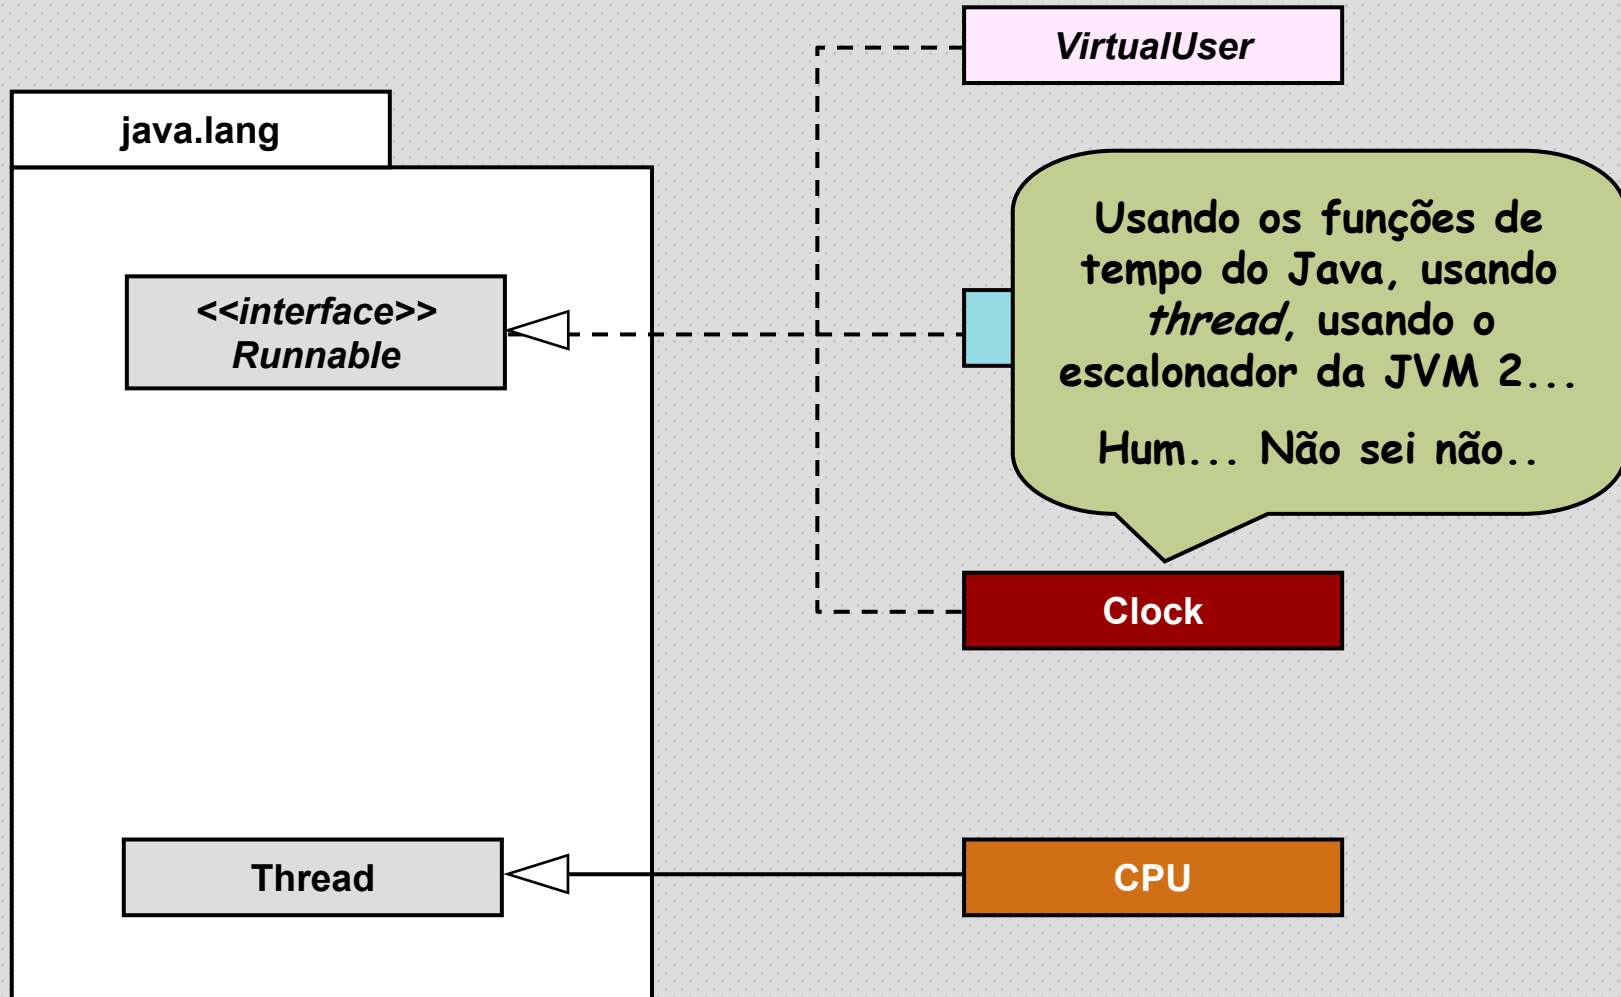 VirtualUser
java.lang
Usando os funções de
tempo do Java, usando
thread, usando o
escalonador da JVM 2...
Hum... Não sei não..
<<interface>>
Runnable
Clock
Thread
CPU